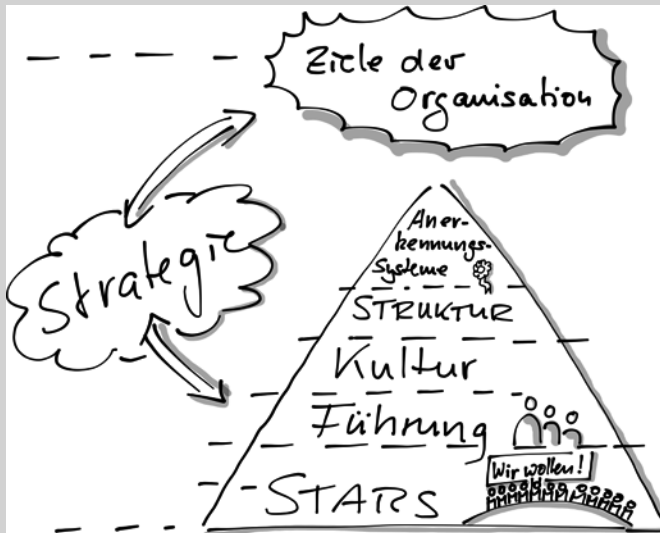 Ziele der
Organisation
Strategie
Aner-
kennungs-
Systeme
STRUKTUR
Kultur
Führung
Wir wollen!
STARS